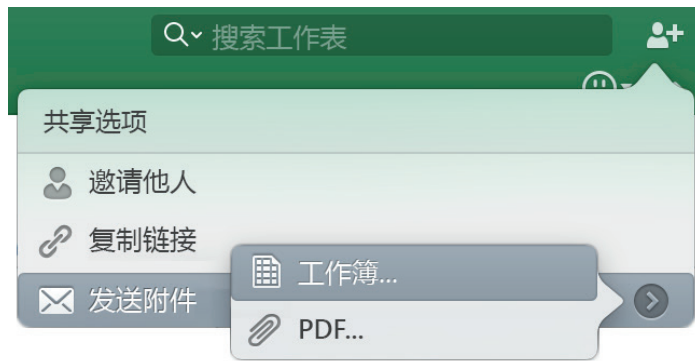 搜索工作表
共享选项
邀请他人
复制链接
工作簿...
发送附件
PDF...